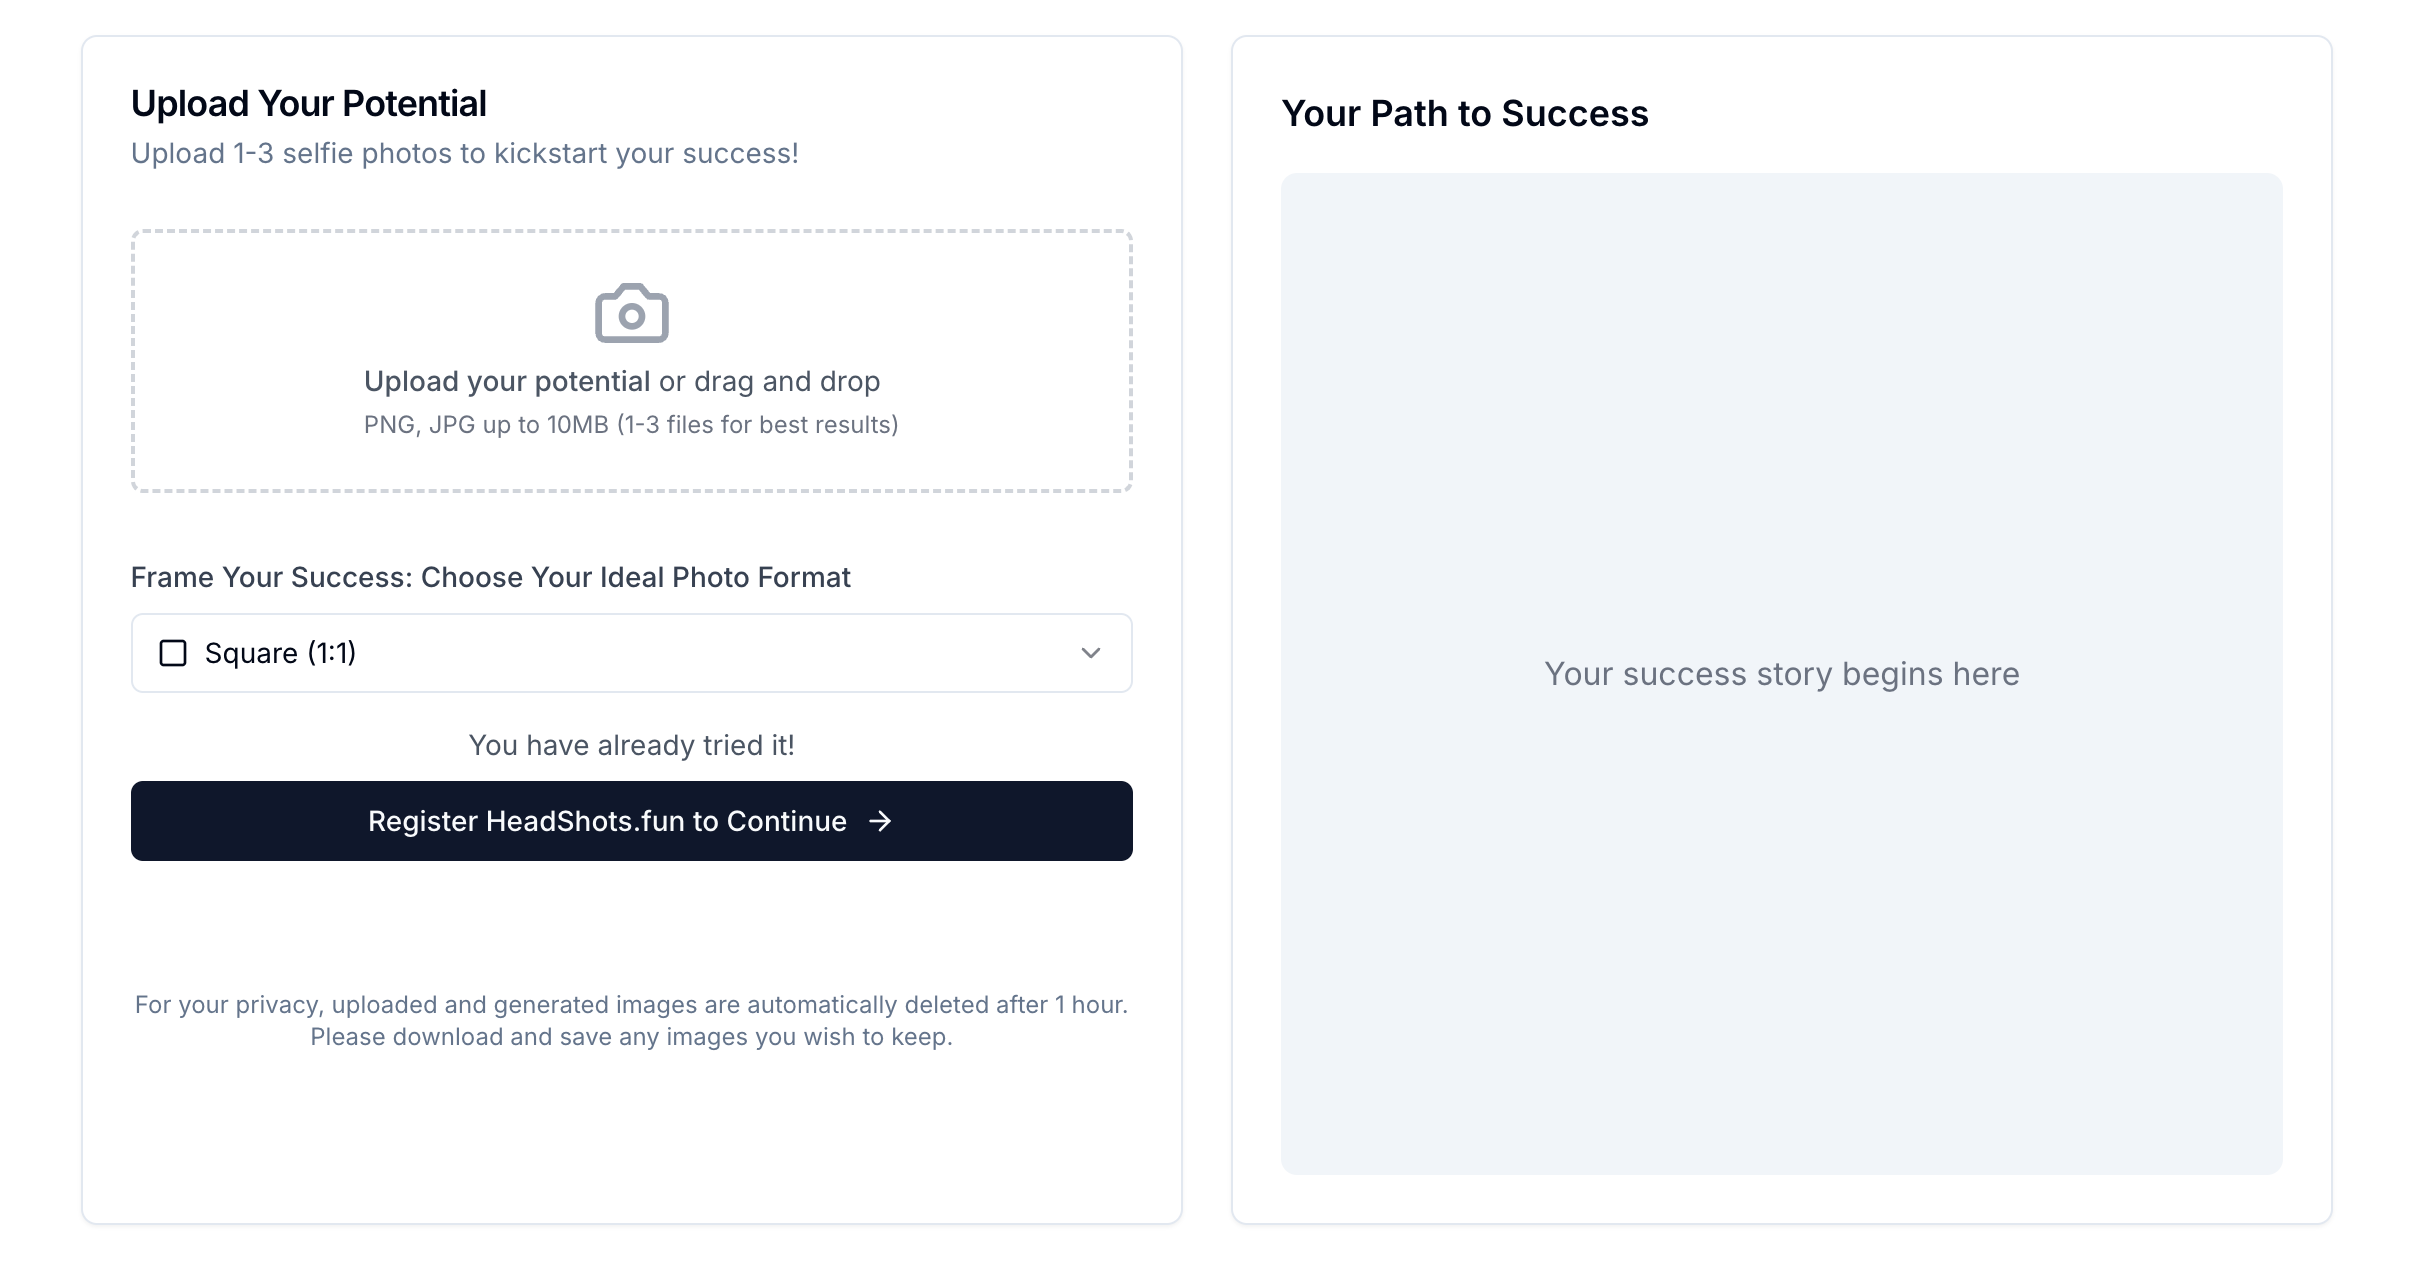 Upload Your Potential
Upload 1-3 selfie photos to kickstart your success!
Upload your potential or drag and drop
PNG, JPG up to 10MB (1-3 files for best results)
Frame Your Success: Choose Your Ideal Photo Format
Square (1:1)
You have already tried it!
Register HeadShots.fun to Continue
For your privacy, uploaded and generated images are automatically deleted after 1 hour.
Please download and save any images you wish to keep.
Your Path to Success
Your success story begins here